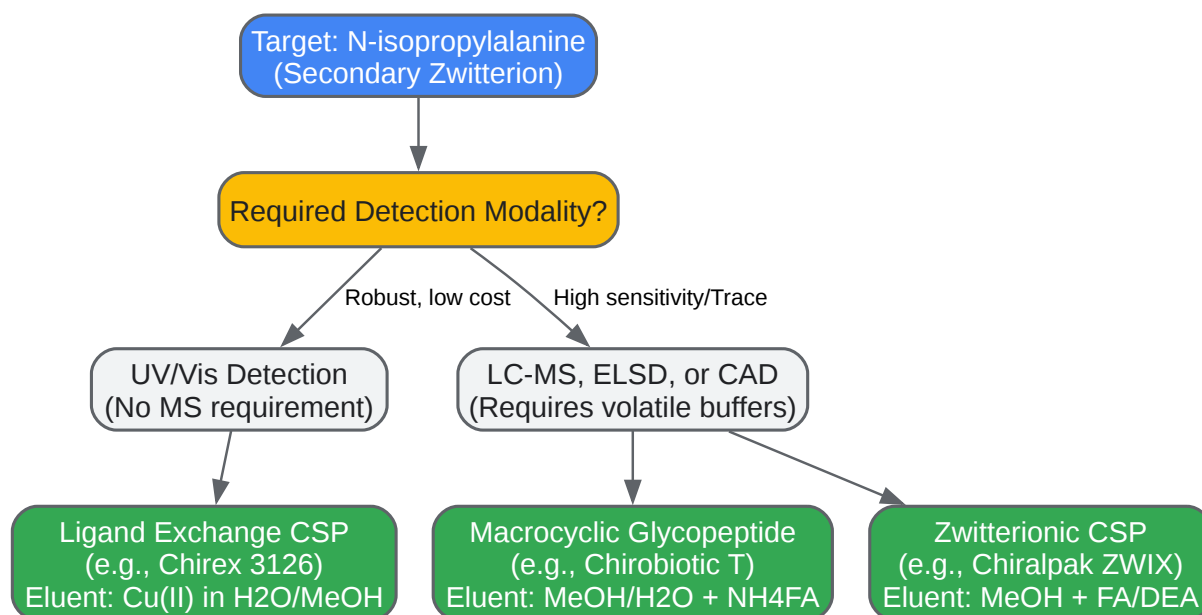 Target: N-isopropylalanine
(Secondary Zwitterion)
Required Detection Modality?
Robust, low cost
High sensitivity/Trace
UV/Vis Detection
(No MS requirement)
LC-MS, ELSD, or CAD
(Requires volatile buffers)
Ligand Exchange CSP
(e.g., Chirex 3126)
Eluent: Cu(II) in H2O/MeOH
Macrocyclic Glycopeptide
(e.g., Chirobiotic T)
Eluent: MeOH/H2O + NH4FA
Zwitterionic CSP
(e.g., Chiralpak ZWIX)
Eluent: MeOH + FA/DEA